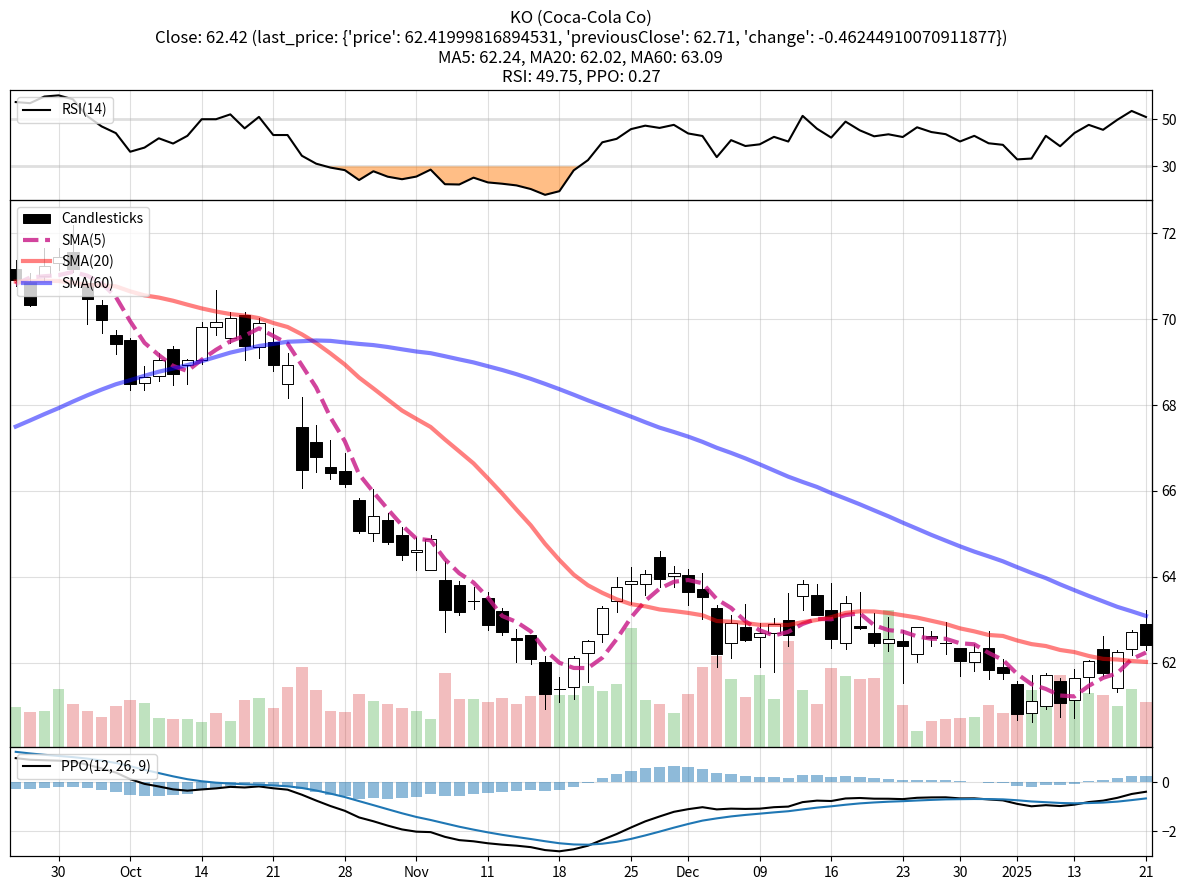 KO (Coca-Cola Co)
Close: 62.42 (last_price: {'price': 62.41999816894531, 'previousClose': 62.71, 'change': -0.46244910070911877})
MA5: 62.24, MA20: 62.02, MA60: 63.09
RSI: 49.75, PPO: 0.27
RSI(14)
50
30
Candlesticks
SMA(5)
SMA(20)
SMA(60)
72
70
68
66
64
62
PPO(12, 26, 9)
0
−2
30 Oct 14 21 28 Nov 11 18 25 Dec 09 16 23 30 2025 13 21